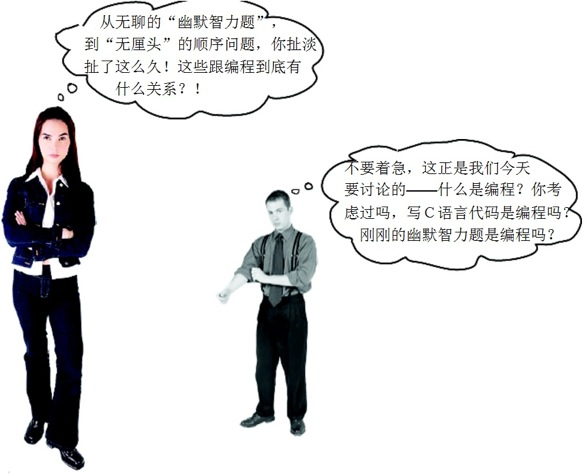 从无聊的“幽默智力题”，
到“无厘头”的顺序问题，你扯淡
扯了这么久！这些跟编程到底有
什么关系？！
不要着急，这正是我们今天
要讨论的——什么是编程？你考
虑过吗，写C语言代码是编程吗？
刚刚的幽默智力题是编程吗？